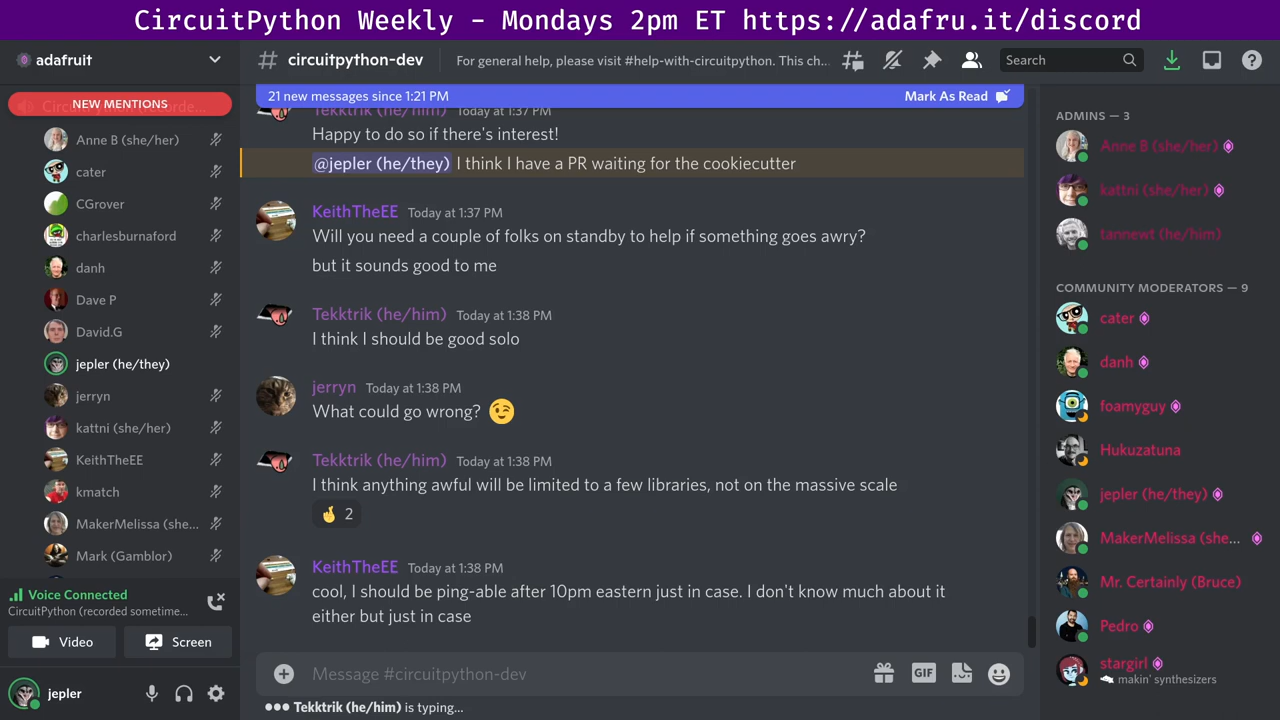 CircuitPython Weekly - Mondays 2pm ET https://adafru.it/discord
adafruit
circuitpython-dev
For general help, please visit #help-with-circuitpython. This ch...
Search
NEW MENTIONS
21 new messages since 1:21 PM
Mark As Read
Anne B (she/her)
cater
CGrover
charlesburnaford
danh
Dave P
David.G
jepler (he/they)
jerryn
kattni (she/her)
KeithTheEE
kmatch
MakerMelissa (she...
Mark (Gamblor)
Voice Connected
CircuitPython (recorded sometime...
Video
Screen
jepler
Tekktrik (he/him) Today at 1:37 PM
Happy to do so if there's interest!
@jepler (he/they) I think I have a PR waiting for the cookiecutter
KeithTheEE Today at 1:37 PM
Will you need a couple of folks on standby to help if something goes awry?
but it sounds good to me
Tekktrik (he/him) Today at 1:38 PM
I think I should be good solo
jerryn Today at 1:38 PM
What could go wrong? 😉
Tekktrik (he/him) Today at 1:38 PM
I think anything awful will be limited to a few libraries, not on the massive scale
🤞 2
KeithTheEE Today at 1:38 PM
cool, I should be ping-able after 10pm eastern just in case. I don't know much about it
either but just in case
Message #circuitpython-dev
GIF
Tekktrik (he/him) is typing...
ADMINS — 3
Anne B (she/her)
kattni (she/her)
tannewt (he/him)
COMMUNITY MODERATORS — 9
cater
danh
foamyguy
Hukuzatuna
jepler (he/they)
MakerMelissa (she...
Mr. Certainly (Bruce)
Pedro
stargirl
makin' synthesizers